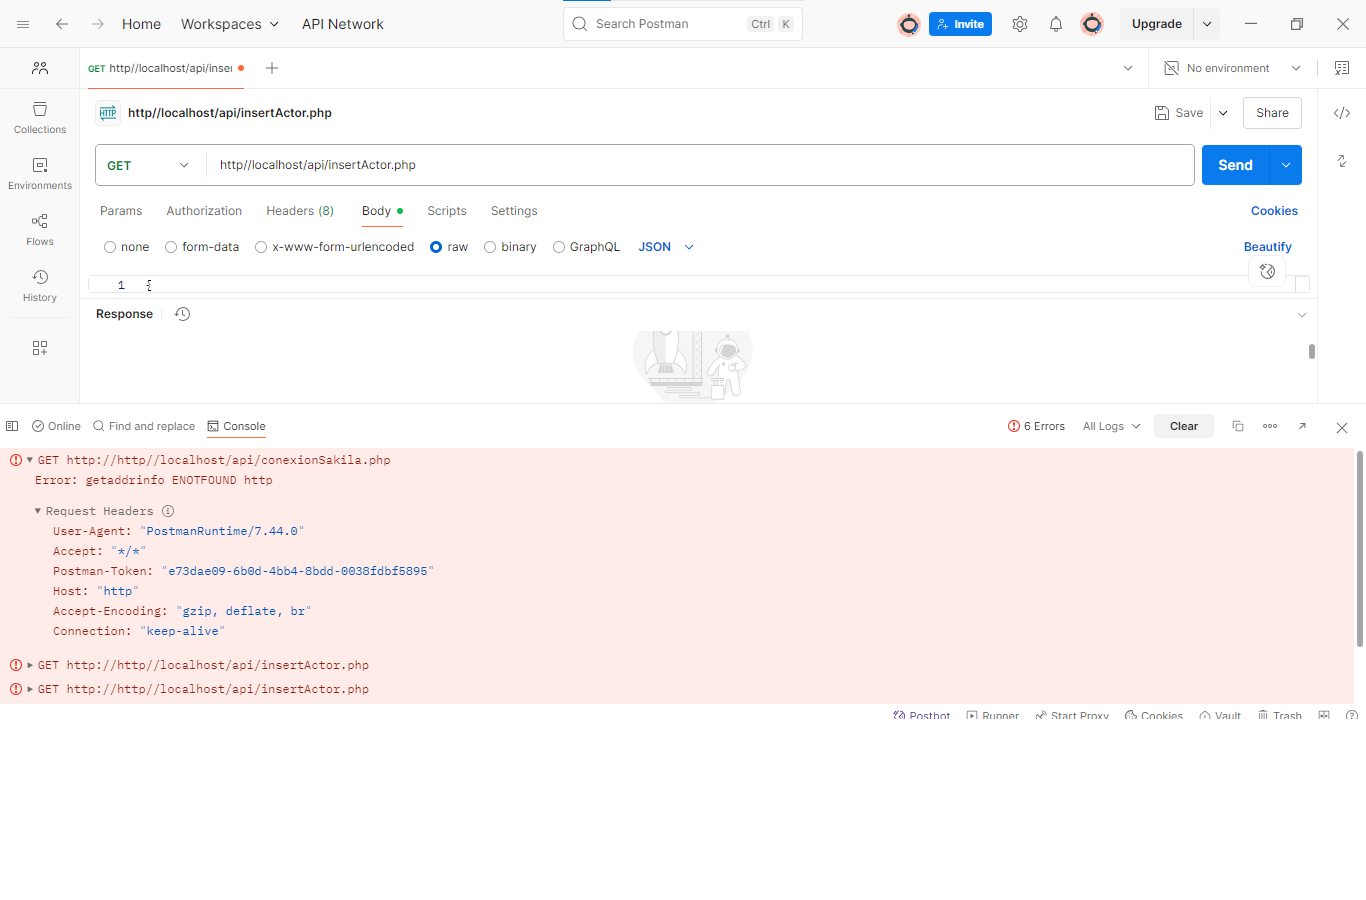 Home Workspaces API Network Search Postman Ctrl K Invite Upgrade
GET http//localhost/api/inser No environment
HTTP http//localhost/api/insertActor.php Save Share
Collections
GET http//localhost/api/insertActor.php Send
Environments
Params Authorization Headers (8) Body Scripts Settings Cookies
Flows
none form-data x-www-form-urlencoded raw binary GraphQL JSON Beautify
History
1 {
Response
Online Find and replace Console 6 Errors All Logs Clear
GET http://http//localhost/api/conexionSakila.php
Error: getaddrinfo ENOTFOUND http
Request Headers
User-Agent: "PostmanRuntime/7.44.0"
Accept: "*/*"
Postman-Token: "e73dae09-6b0d-4bb4-8bdd-0038fdbf5895"
Host: "http"
Accept-Encoding: "gzip, deflate, br"
Connection: "keep-alive"
GET http://http//localhost/api/insertActor.php
GET http://http//localhost/api/insertActor.php
Postbot Runner Start Proxy Cookies Vault Trash